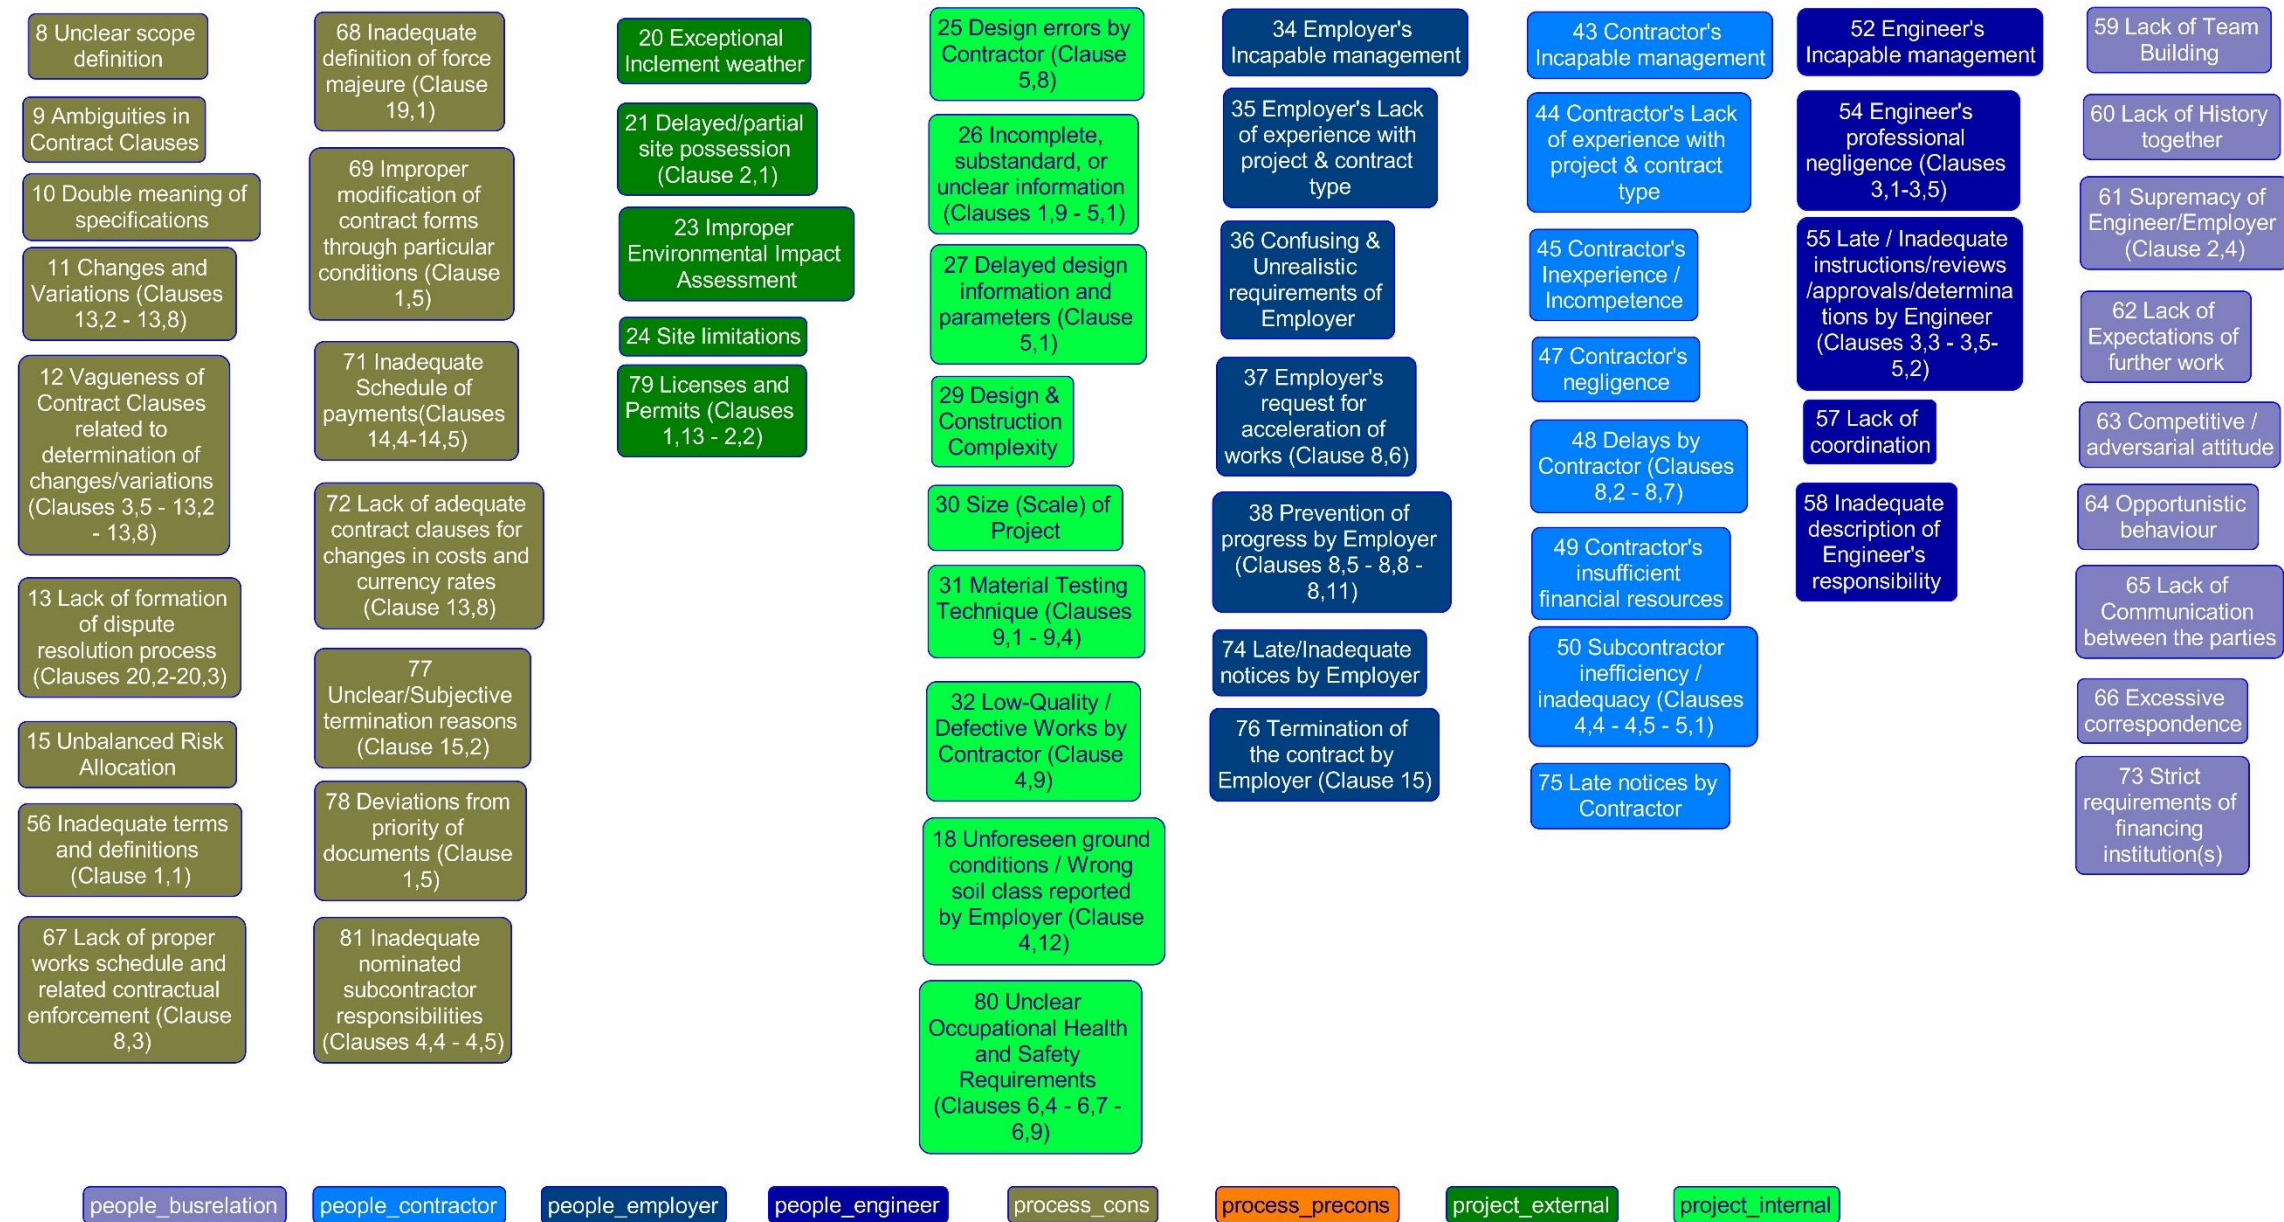 8 Unclear scope
definition
9 Ambiguities in
Contract Clauses
10 Double meaning of
specifications
11 Changes and
Variations (Clauses
13,2 - 13,8)
12 Vagueness of
Contract Clauses
related to
determination of
changes/variations
(Clauses 3,5 - 13,2
- 13,8)
13 Lack of formation
of dispute
resolution process
(Clauses 20,2-20,3)
15 Unbalanced Risk
Allocation
56 Inadequate terms
and definitions
(Clause 1,1)
67 Lack of proper
works schedule and
related contractual
enforcement (Clause
8,3)
68 Inadequate
definition of force
majeure (Clause
19,1)
69 Improper
modification of
contract forms
through particular
conditions (Clause
1,5)
71 Inadequate
Schedule of
payments(Clauses
14,4-14,5)
72 Lack of adequate
contract clauses for
changes in costs and
currency rates
(Clause 13,8)
77
Unclear/Subjective
termination reasons
(Clause 15,2)
78 Deviations from
priority of
documents (Clause
1,5)
81 Inadequate
nominated
subcontractor
responsibilities
(Clauses 4,4 - 4,5)
20 Exceptional
Inclement weather
21 Delayed/partial
site possession
(Clause 2,1)
23 Improper
Environmental Impact
Assessment
24 Site limitations
79 Licenses and
Permits (Clauses
1,13 - 2,2)
25 Design errors by
Contractor (Clause
5,8)
26 Incomplete,
substandard, or
unclear information
(Clauses 1,9 - 5,1)
27 Delayed design
information and
parameters (Clause
5,1)
29 Design &
Construction
Complexity
30 Size (Scale) of
Project
31 Material Testing
Technique (Clauses
9,1 - 9,4)
32 Low-Quality /
Defective Works by
Contractor (Clause
4,9)
18 Unforeseen ground
conditions / Wrong
soil class reported
by Employer (Clause
4,12)
80 Unclear
Occupational Health
and Safety
Requirements
(Clauses 6,4 - 6,7 -
6,9)
34 Employer's
Incapable management
35 Employer's Lack
of experience with
project & contract
type
36 Confusing &
Unrealistic
requirements of
Employer
37 Employer's
request for
acceleration of
works (Clause 8,6)
38 Prevention of
progress by Employer
(Clauses 8,5 - 8,8 -
8,11)
74 Late/Inadequate
notices by Employer
76 Termination of
the contract by
Employer (Clause 15)
43 Contractor's
Incapable management
44 Contractor's Lack
of experience with
project & contract
type
45 Contractor's
Inexperience /
Incompetence
47 Contractor's
negligence
48 Delays by
Contractor (Clauses
8,2 - 8,7)
49 Contractor's
insufficient
financial resources
50 Subcontractor
inefficiency /
inadequacy (Clauses
4,4 - 4,5 - 5,1)
75 Late notices by
Contractor
52 Engineer's
Incapable management
54 Engineer's
professional
negligence (Clauses
3,1-3,5)
55 Late / Inadequate
instructions/reviews
/approvals/determina
tions by Engineer
(Clauses 3,3 - 3,5-
5,2)
57 Lack of
coordination
58 Inadequate
description of
Engineer's
responsibility
59 Lack of Team
Building
60 Lack of History
together
61 Supremacy of
Engineer/Employer
(Clause 2,4)
62 Lack of
Expectations of
further work
63 Competitive /
adversarial attitude
64 Opportunistic
behaviour
65 Lack of
Communication
between the parties
66 Excessive
correspondence
73 Strict
requirements of
financing
institution(s)
people_busrelation
people_contractor
people_employer
people_engineer
process_cons
process_precons
project_external
project_internal